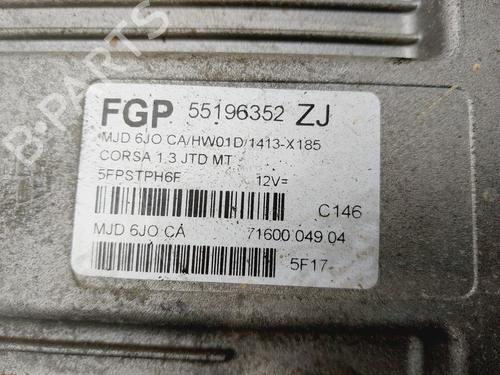 B-PARTS
FGP 55196352 ZJ
MJD 6JO CA/HW01D/1413-X185
CORSA 1.3 JTD MT
5FPSTPH6F 12V=
C146
MJD 6JO CA 71600 049 04
5F17